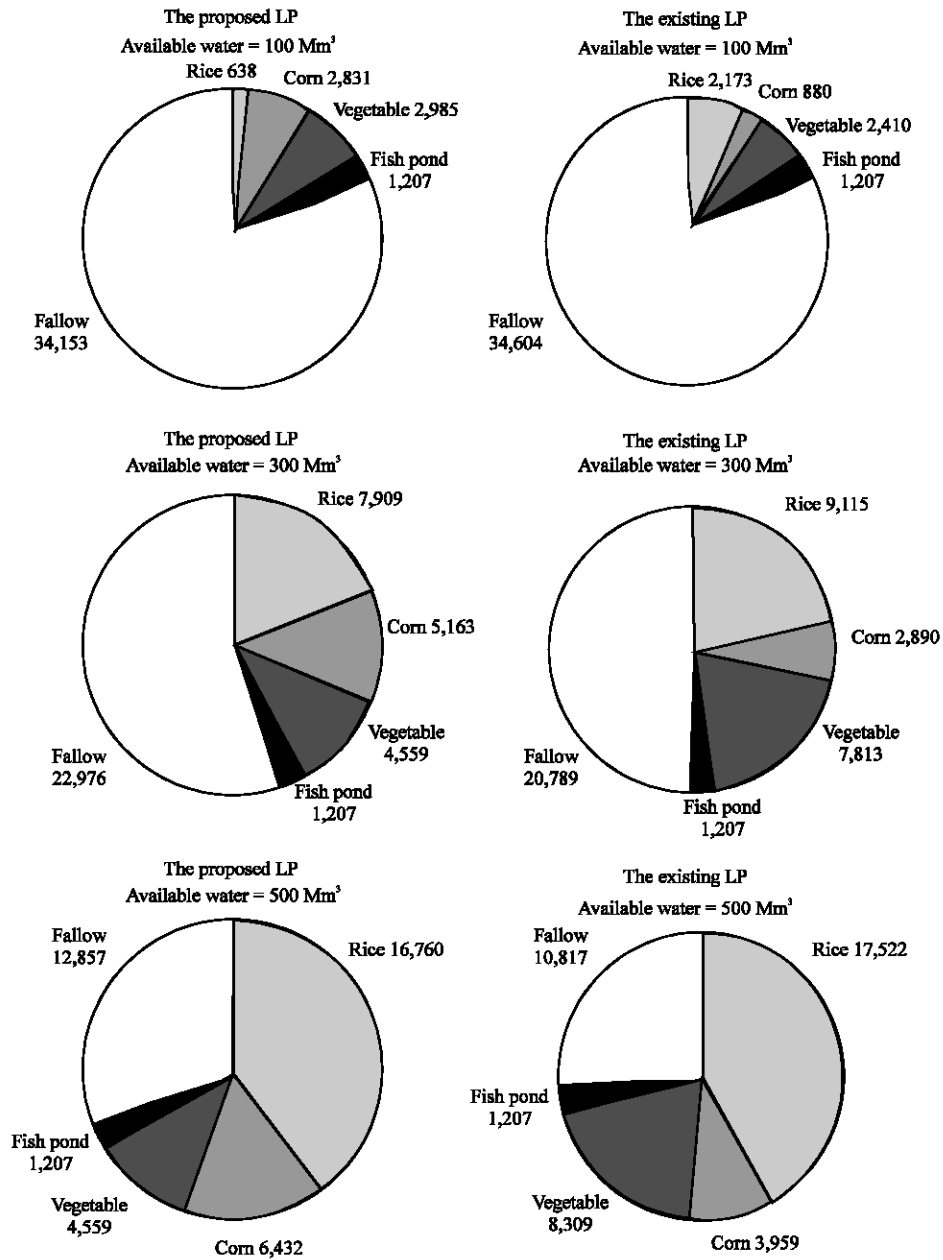 The proposed LP
Available water = 100 Mm³
Rice 638
Corn 2,831
Vegetable 2,985
Fish pond
1,207
Fallow
34,153
The existing LP
Available water = 100 Mm³
Rice 2,173
Corn 880
Vegetable 2,410
Fish pond
1,207
Fallow
34,604
The proposed LP
Available water = 300 Mm³
Rice 7,909
Corn 5,163
Vegetable
4,559
Fish pond
1,207
Fallow
22,976
The existing LP
Available water = 300 Mm³
Rice 9,115
Corn 2,890
Vegetable
7,813
Fish pond
1,207
Fallow
20,789
The proposed LP
Available water = 500 Mm³
Fallow
12,857
Rice 16,760
Fish pond
1,207
Vegetable
4,559
Corn 6,432
The existing LP
Available water = 500 Mm³
Fallow
10,817
Rice 17,522
Fish pond
1,207
Vegetable
8,309
Corn 3,959